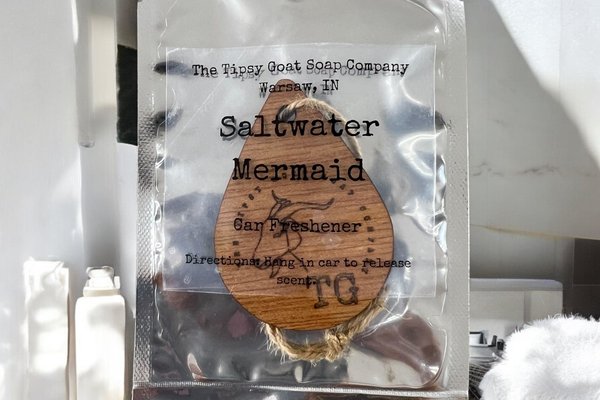 The Tipsy Goat Soap Company
Warsaw, IN
Saltwater
Mermaid
Car Freshener
Directions: Hang in car to release
scent.
TG